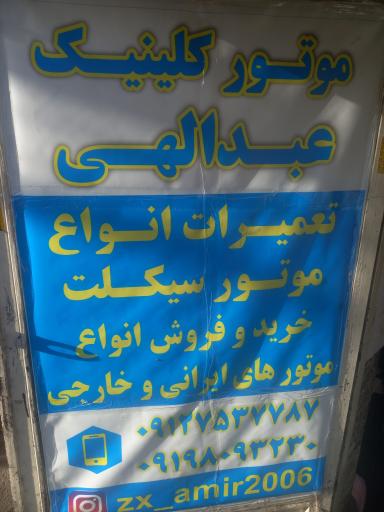 موتور کلینیک
عبدالهی
تعمیرات انواع
موتور سیکلت
خرید و فروش انواع
موتور های ایرانی و خارجی
۰۹۱۲۷۵۳۷۷۸۷
۰۹۱۹۸۰۹۳۲۳۰
zx_amir2006